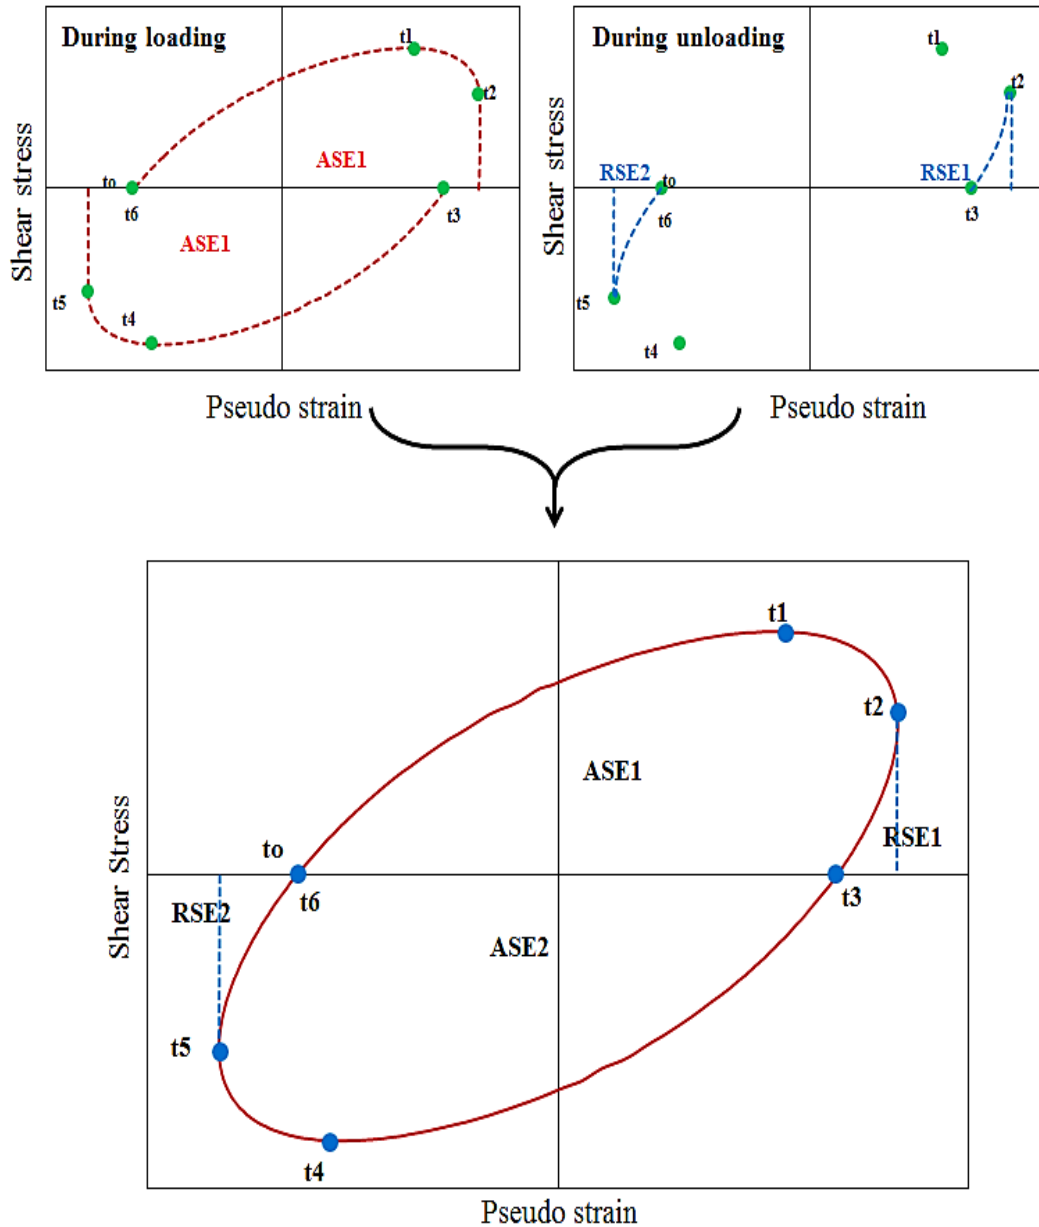 During loading
t1
t2
ASE1
to
t6
t3
ASE1
t5
t4
Shear stress
Pseudo strain
During unloading
t1
t2
RSE2
to
RSE1
t6
t3
t5
t4
Shear stress
Pseudo strain
t1
t2
ASE1
RSE1
to
t6
t3
RSE2
ASE2
t5
t4
Shear Stress
Pseudo strain